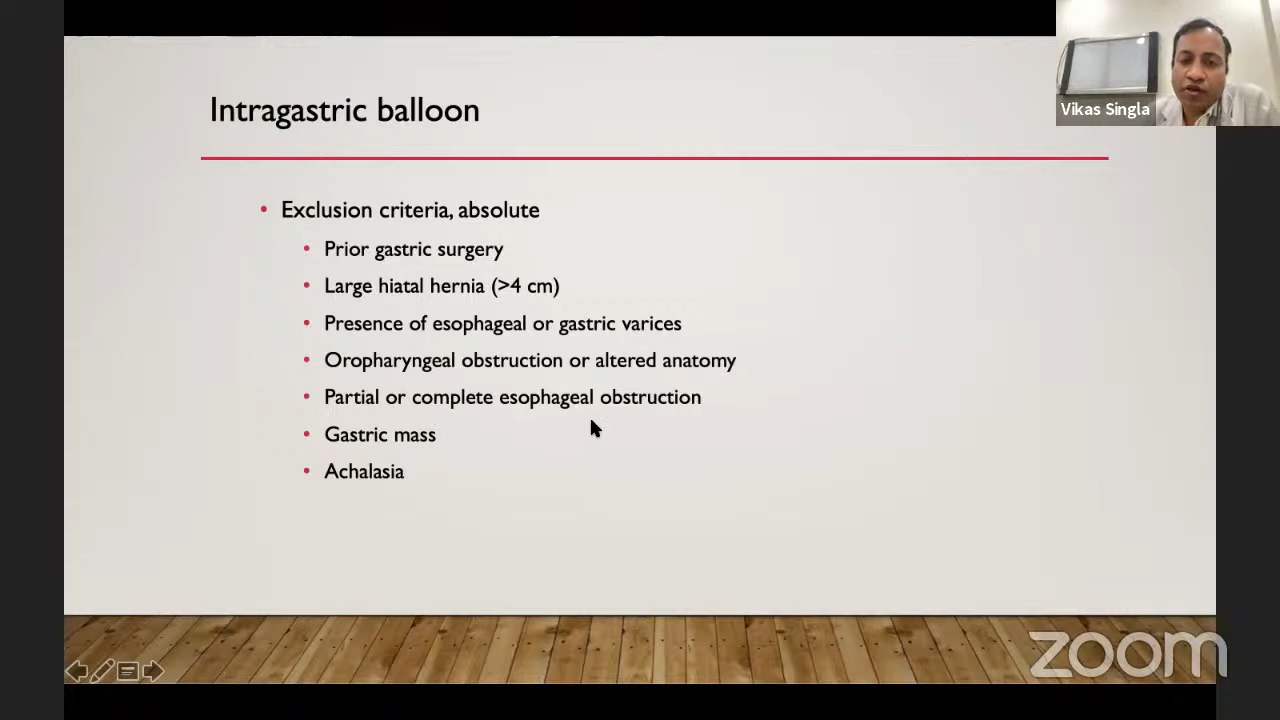 Vikas Singla
Intragastric balloon
• Exclusion criteria, absolute
• Prior gastric surgery
• Large hiatal hernia (>4 cm)
• Presence of esophageal or gastric varices
• Oropharyngeal obstruction or altered anatomy
• Partial or complete esophageal obstruction
• Gastric mass
• Achalasia
zoom